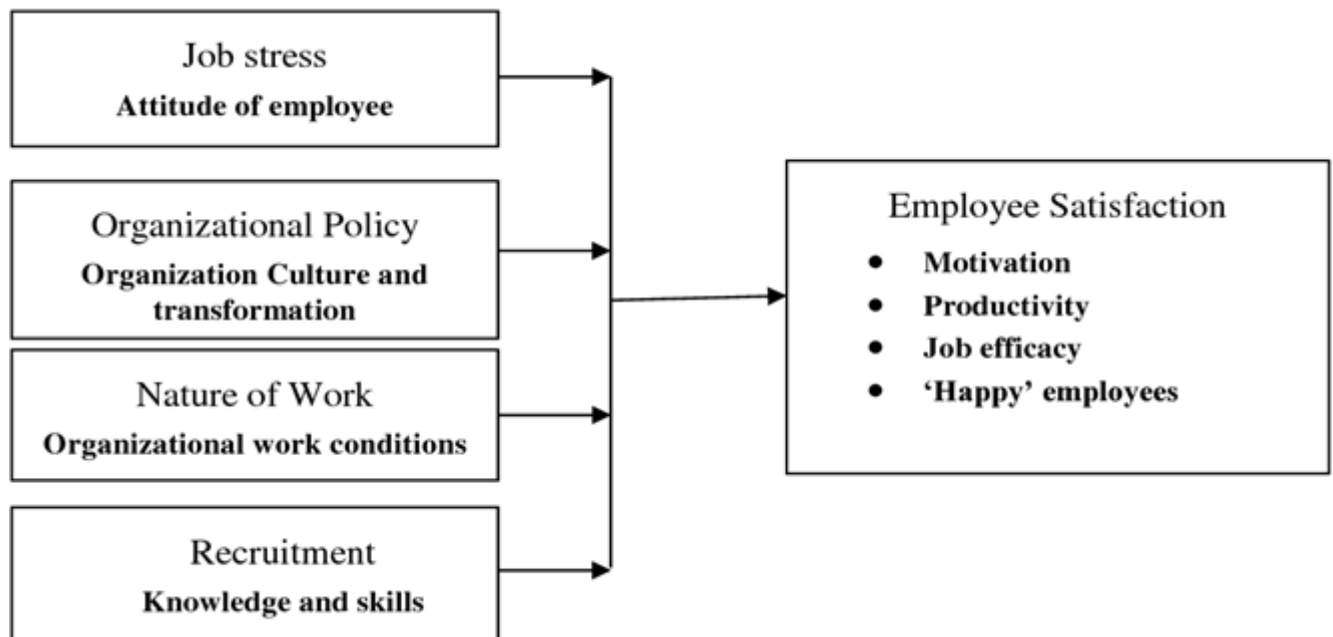 Job stress
Attitude of employee
Organizational Policy
Organization Culture and
transformation
Nature of Work
Organizational work conditions
Recruitment
Knowledge and skills
Employee Satisfaction
• Motivation
• Productivity
• Job efficacy
• ‘Happy’ employees